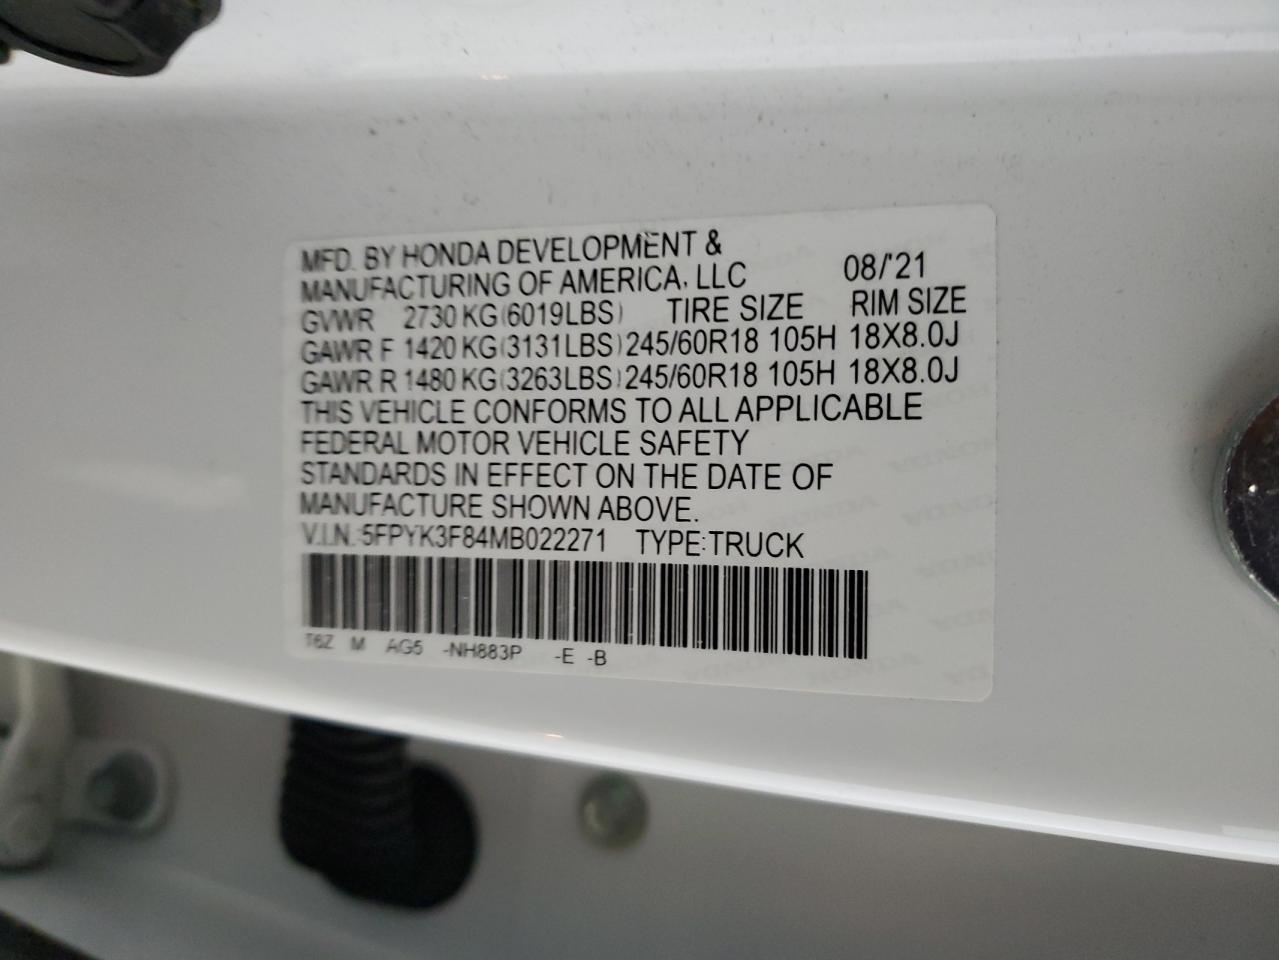 MFD. BY HONDA DEVELOPMENT &
MANUFACTURING OF AMERICA, LLC 08/'21
GVWR 2730 KG(6019LBS) TIRE SIZE RIM SIZE
GAWR F 1420 KG(3131LBS) 245/60R18 105H 18X8.0J
GAWR R 1480 KG(3263LBS) 245/60R18 105H 18X8.0J
THIS VEHICLE CONFORMS TO ALL APPLICABLE
FEDERAL MOTOR VEHICLE SAFETY
STANDARDS IN EFFECT ON THE DATE OF
MANUFACTURE SHOWN ABOVE.
V.I.N.:5FPYK3F84MB022271 TYPE:TRUCK
T6Z M AG5 -NH883P -E -B